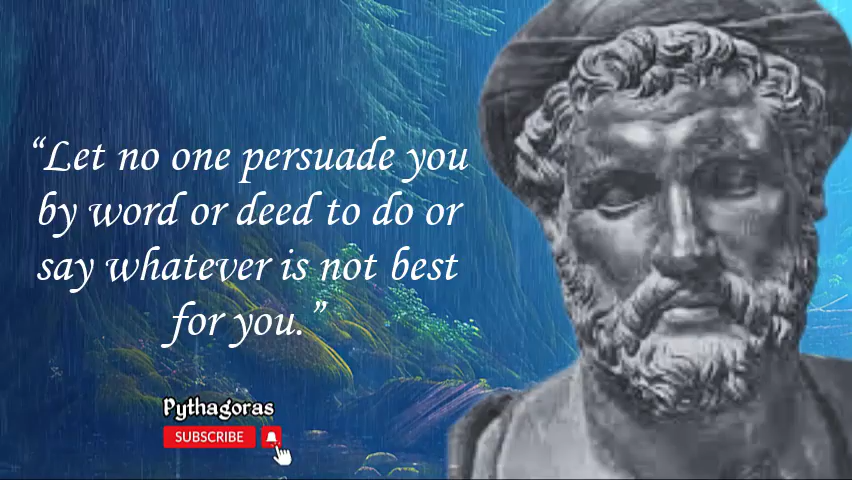 “Let no one persuade you
by word or deed to do or
say whatever is not best
for you.”
Pythagoras
SUBSCRIBE